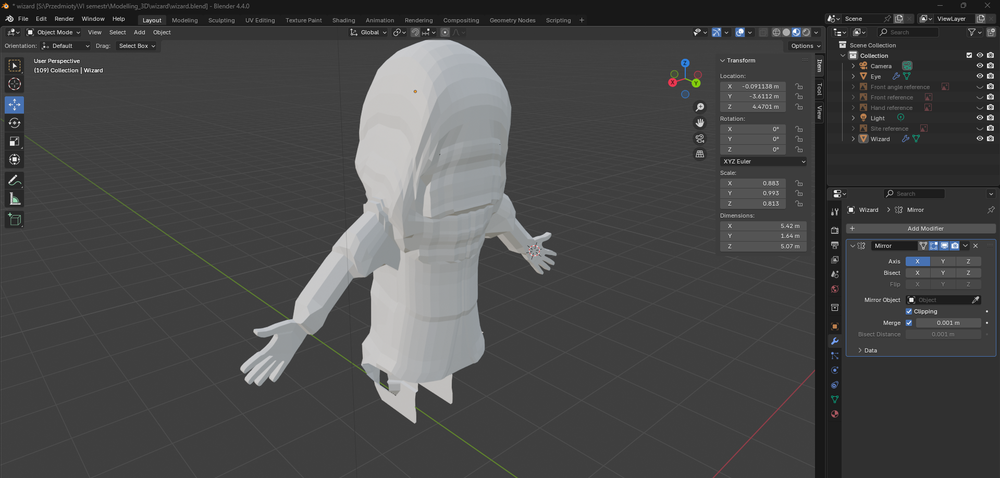 * wizard [S:\Przedmioty\VI semestr\Modelling_3D\wizard\wizard.blend] - Blender 4.4.0
File Edit Render Window Help Layout Modeling Sculpting UV Editing Texture Paint Shading Animation Rendering Compositing Geometry Nodes Scripting + Scene ViewLayer
Object Mode View Select Add Object Global Search
Orientation: Default Drag: Select Box Options
User Perspective
(109) Collection | Wizard
Z
X
Y
Item
Tool
View
Transform
Location:
X -0.091138 m
Y -3.6112 m
Z 4.4701 m
Rotation:
X 0°
Y 0°
Z 0°
XYZ Euler
Scale:
X 0.883
Y 0.993
Z 0.813
Dimensions:
X 5.42 m
Y 1.64 m
Z 5.07 m
Scene Collection
Collection
Camera
Eye
Front angle reference
Front reference
Hand reference
Light
Site reference
Wizard
Search
Wizard > Mirror
+ Add Modifier
Mirror
Axis X Y Z
Bisect X Y Z
Flip X Y Z
Mirror Object Object
Clipping
Merge 0.001 m
Bisect Distance 0.001 m
Data